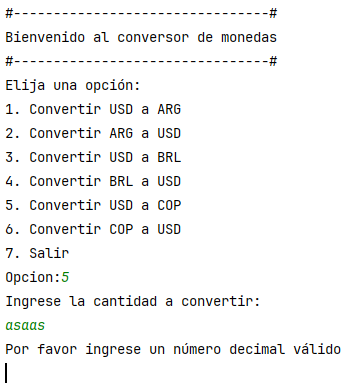 #--------------------------------#
Bienvenido al conversor de monedas
#--------------------------------#
Elija una opción:
1. Convertir USD a ARG
2. Convertir ARG a USD
3. Convertir USD a BRL
4. Convertir BRL a USD
5. Convertir USD a COP
6. Convertir COP a USD
7. Salir
Opcion:5
Ingrese la cantidad a convertir:
asaas
Por favor ingrese un número decimal válido